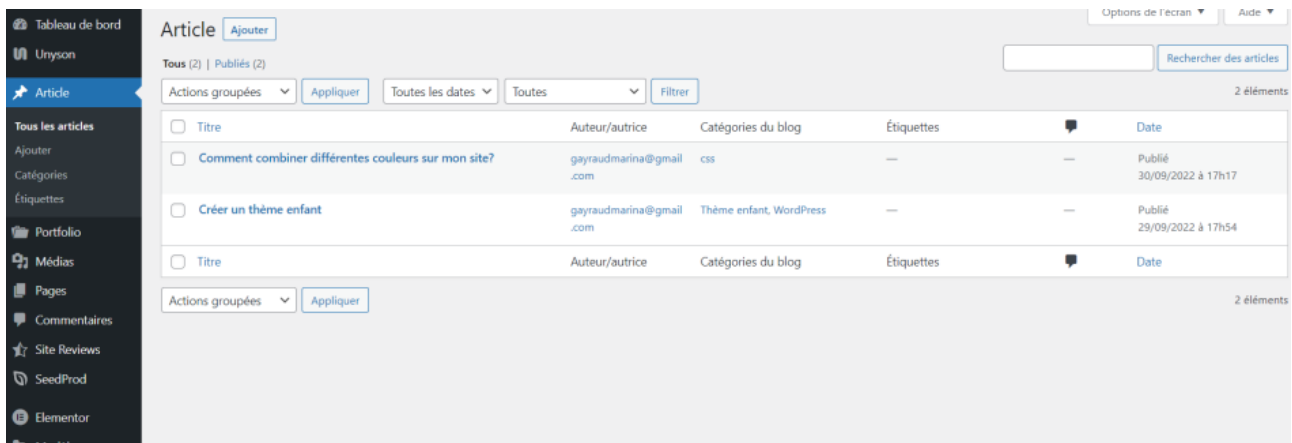 Tableau de bord
Unyson
Article
Tous les articles
Ajouter
Catégories
Étiquettes
Portfolio
Médias
Pages
Commentaires
Site Reviews
SeedProd
Elementor
Options de l'écran ▼ Aide ▼
Article Ajouter
Tous (2) | Publiés (2)
Rechercher des articles
Actions groupées Appliquer Toutes les dates Toutes Filtrer 2 éléments
Titre Auteur/autrice Catégories du blog Étiquettes Date
Comment combiner différentes couleurs sur mon site? gayraudmarina@gmail css — — Publié
.com 30/09/2022 à 17h17
Créer un thème enfant gayraudmarina@gmail Thème enfant, WordPress — — Publié
.com 29/09/2022 à 17h54
Titre Auteur/autrice Catégories du blog Étiquettes Date
Actions groupées Appliquer 2 éléments